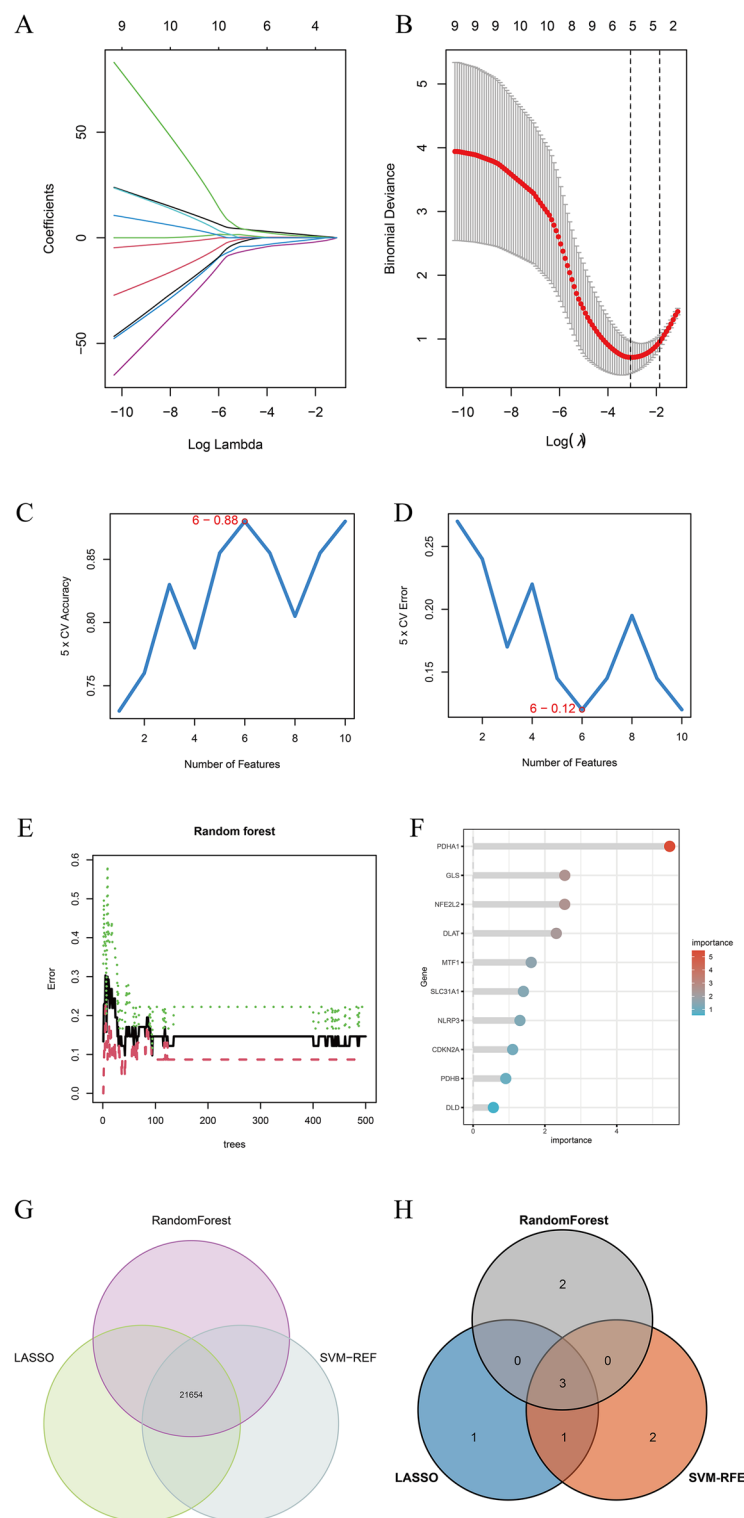 A
9 10 10 6 4
50
0
−50
Coefficients
−10 −8 −6 −4 −2
Log Lambda
B
9 9 9 10 10 8 9 6 5 5 2
5
4
3
2
1
Binomial Deviance
−10 −8 −6 −4 −2
Log(λ)
C
6 − 0.88
0.85
0.80
0.75
5 x CV Accuracy
2 4 6 8 10
Number of Features
D
0.25
0.20
0.15
5 x CV Error
6 − 0.12
2 4 6 8 10
Number of Features
E
Random forest
0.6
0.5
0.4
0.3
0.2
0.1
0.0
Error
0 100 200 300 400 500
trees
F
PDHA1
GLS
NFE2L2
DLAT
MTF1
SLC31A1
NLRP3
CDKN2A
PDHB
DLD
Gene
0 2 4
importance
importance
5
4
3
2
1
G
RandomForest
LASSO
SVM−REF
21654
H
RandomForest
2
0 0
3
1 1 2
LASSO
SVM-RFE